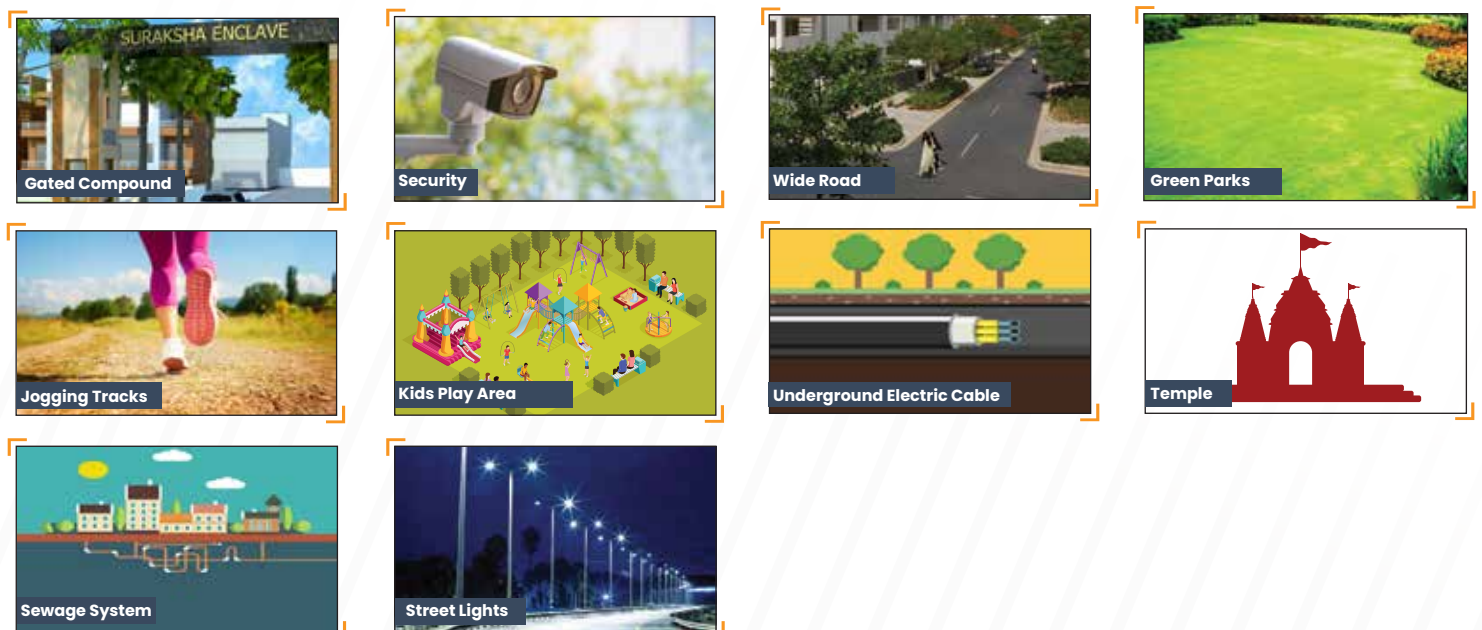 SURAKSHA ENCLAVE
Gated Compound
Security
Wide Road
Green Parks
Jogging Tracks
Kids Play Area
Underground Electric Cable
Temple
Sewage System
Street Lights